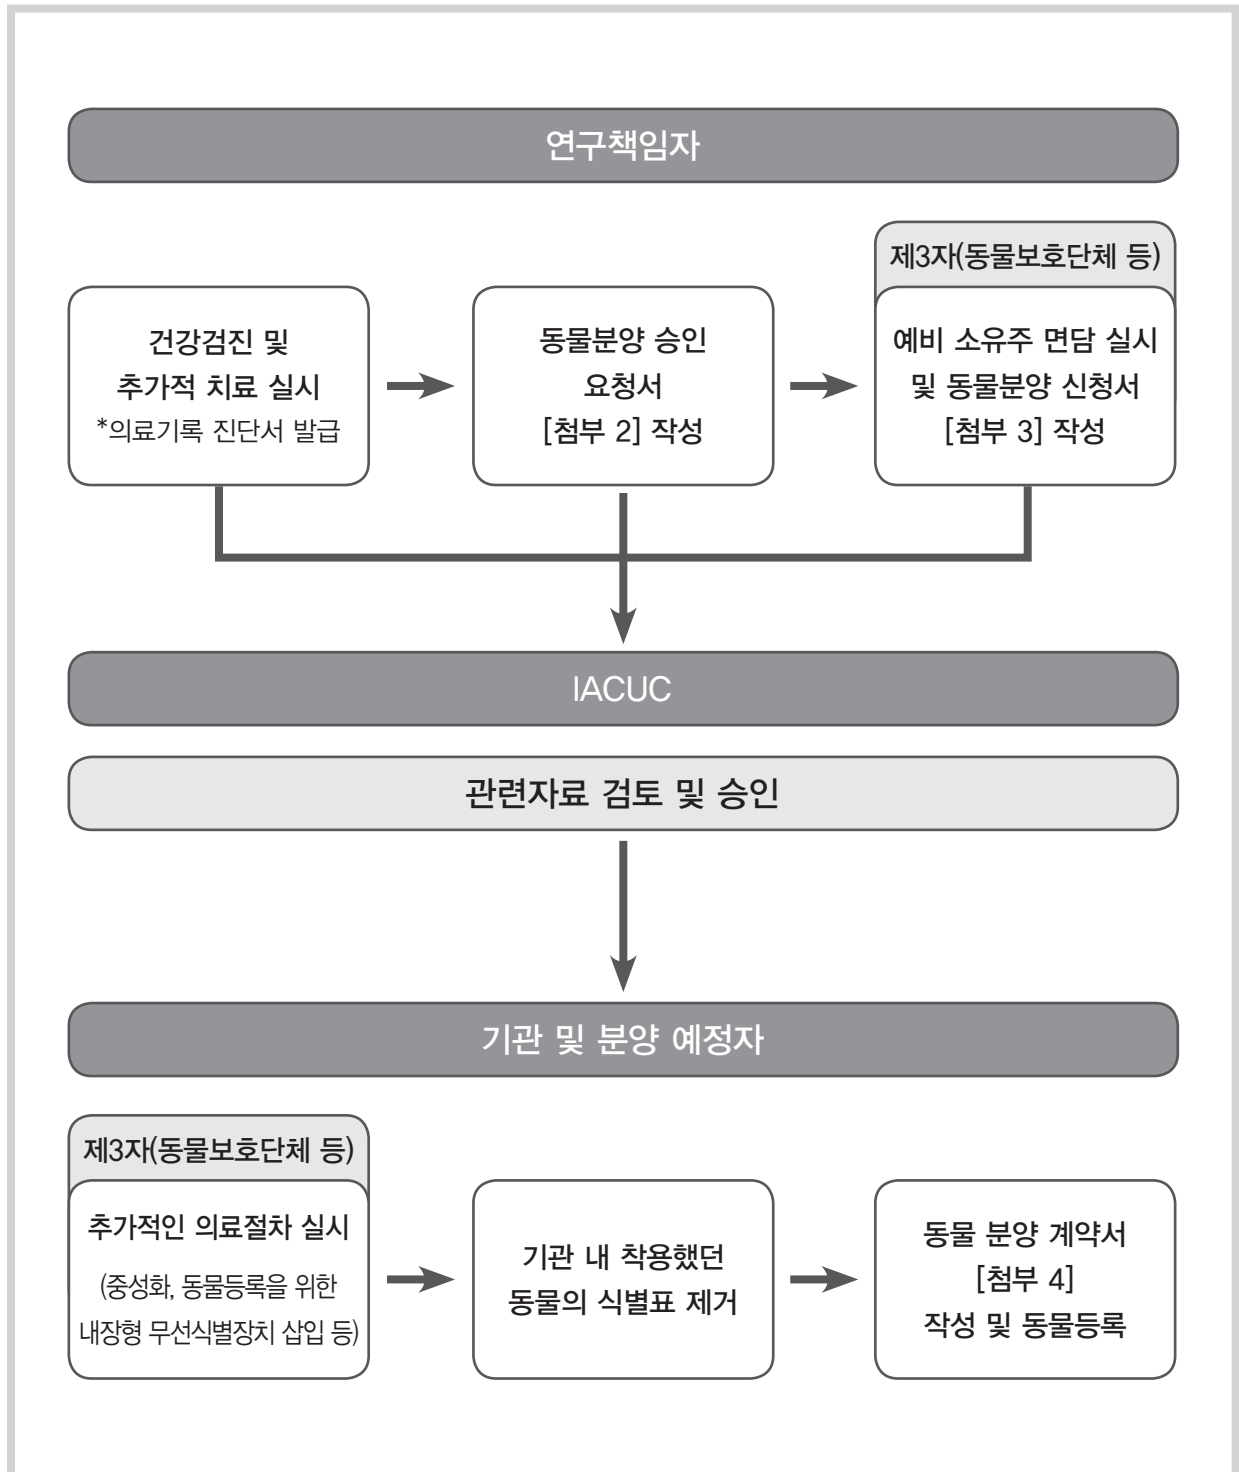 연구책임자
건강검진 및
추가적 치료 실시
*의료기록 진단서 발급
동물분양 승인
요청서
[첨부 2] 작성
제3자(동물보호단체 등)
예비 소유주 면담 실시
및 동물분양 신청서
[첨부 3] 작성
IACUC
관련자료 검토 및 승인
기관 및 분양 예정자
제3자(동물보호단체 등)
추가적인 의료절차 실시
(중성화, 동물등록을 위한
내장형 무선식별장치 삽입 등)
기관 내 착용했던
동물의 식별표 제거
동물 분양 계약서
[첨부 4]
작성 및 동물등록